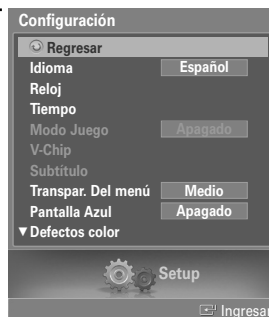 Configuración
Regresar
Idioma Español
Reloj
Tiempo
Modo Juego Apagado
V-Chip
Subtítulo
Transpar. Del menú Medio
Pantalla Azul Apagado
▼ Defectos color
Setup
Ingresar